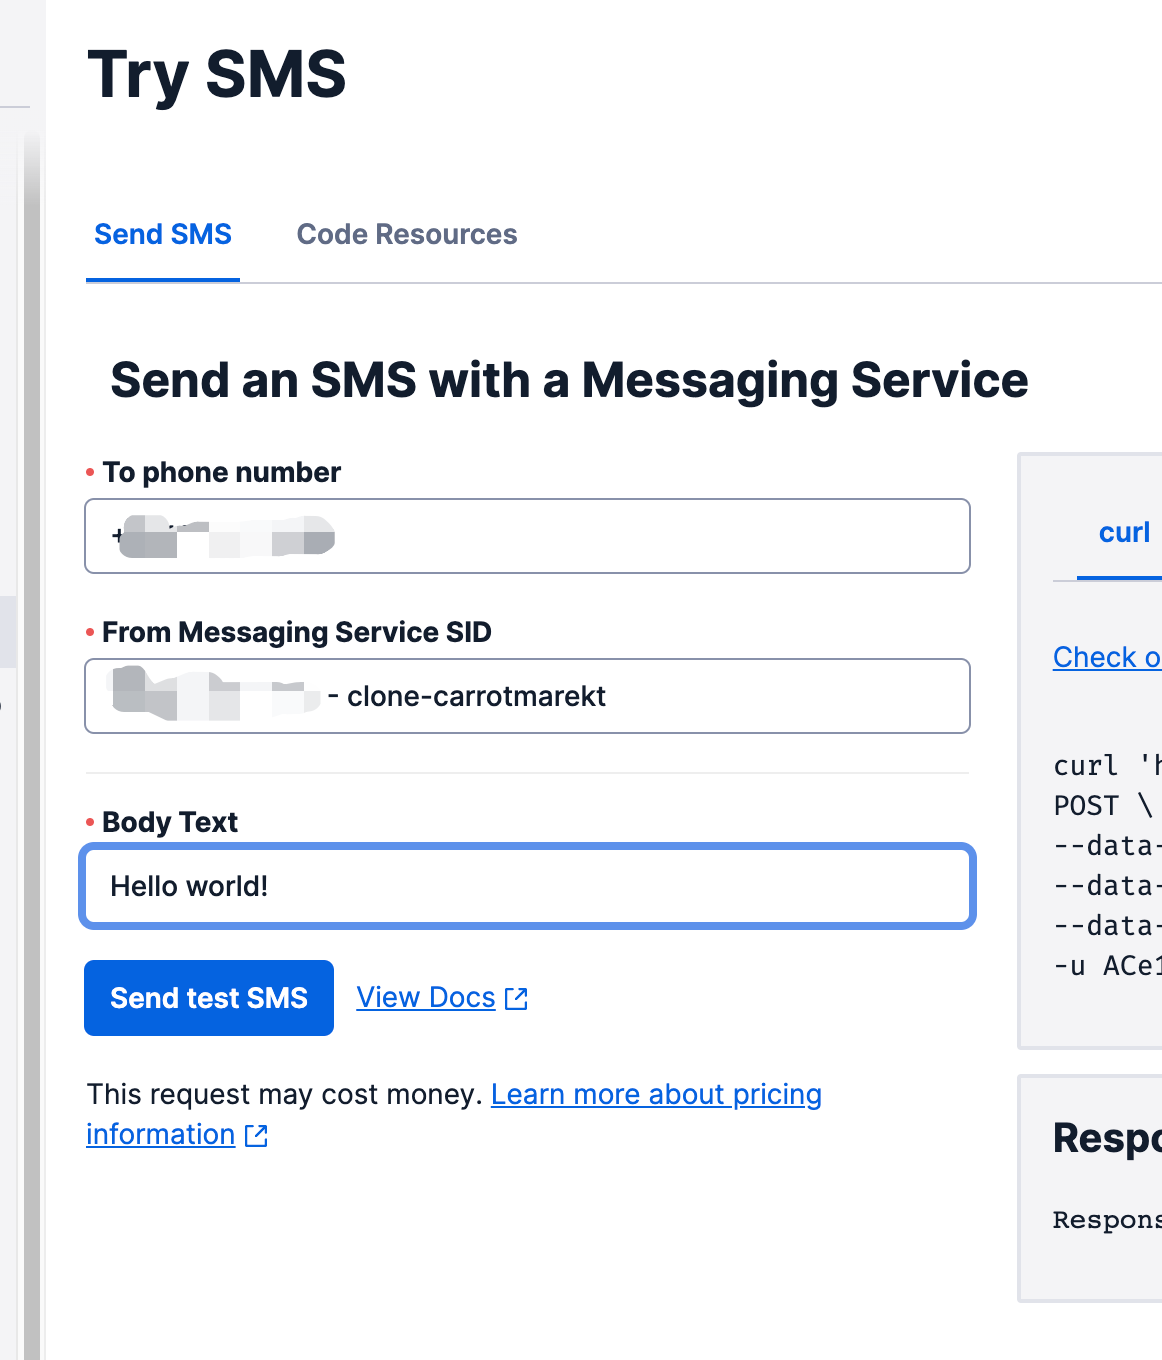 Try SMS
Send SMS
Code Resources
Send an SMS with a Messaging Service
To phone number
+
From Messaging Service SID
- clone-carrotmarekt
Body Text
Hello world!
Send test SMS
View Docs
This request may cost money. Learn more about pricing
information
curl
Check o
curl 'h
POST \
--data-
--data-
--data-
-u ACe1
Respo
Respons